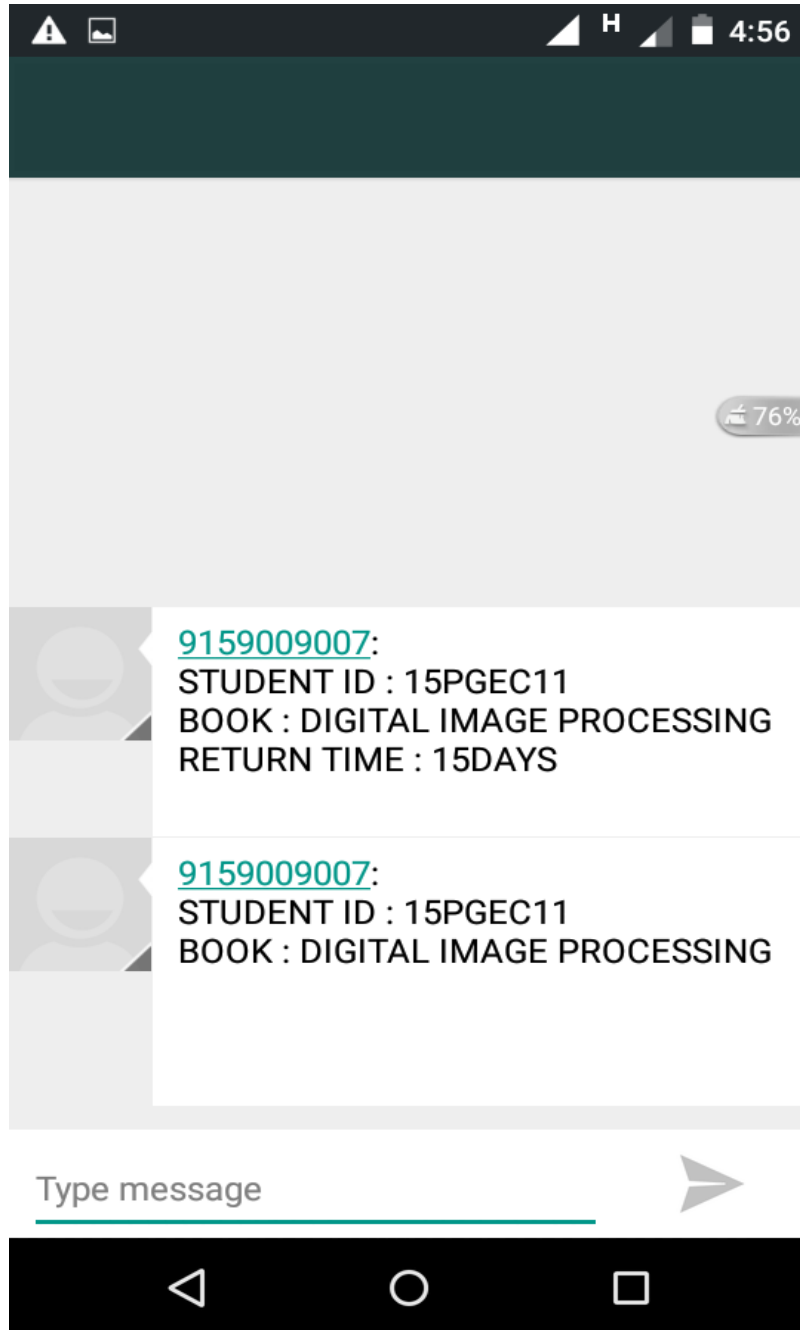 H 4:56
76%
9159009007:
STUDENT ID : 15PGEC11
BOOK : DIGITAL IMAGE PROCESSING
RETURN TIME : 15DAYS
9159009007:
STUDENT ID : 15PGEC11
BOOK : DIGITAL IMAGE PROCESSING
Type message